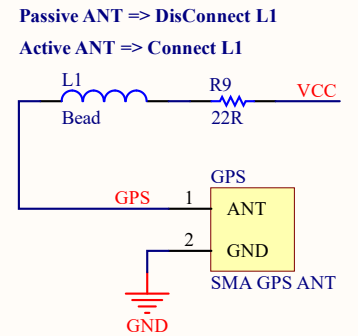 Passive ANT => DisConnect L1
Active ANT => Connect L1
L1
R9
VCC
Bead
22R
GPS
GPS
1
ANT
2
GND
SMA GPS ANT
GND